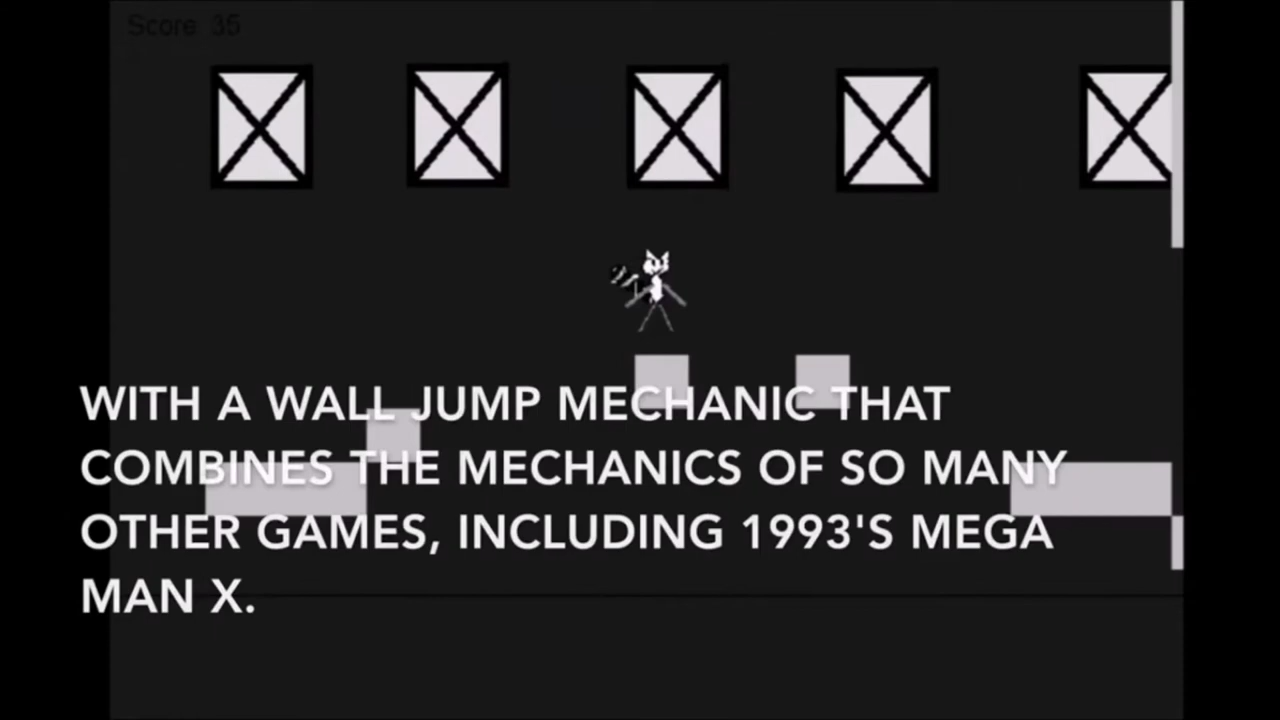 Score 35
WITH A WALL JUMP MECHANIC THAT
COMBINES THE MECHANICS OF SO MANY
OTHER GAMES, INCLUDING 1993'S MEGA
MAN X.